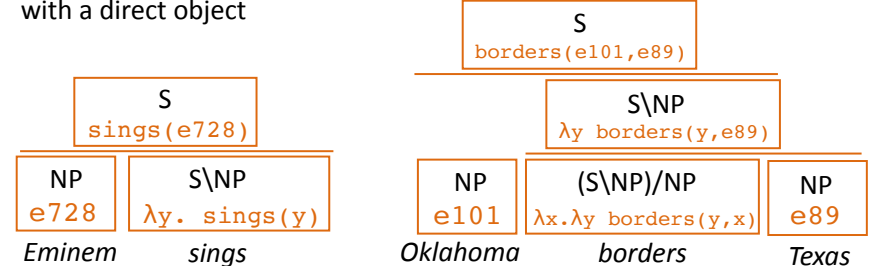 with a direct object
S
sings(e728)
NP
e728
S\NP
λy. sings(y)
Eminem
sings
S
borders(e101,e89)
S\NP
λy borders(y,e89)
NP
e101
(S\NP)/NP
λx.λy borders(y,x)
NP
e89
Oklahoma
borders
Texas